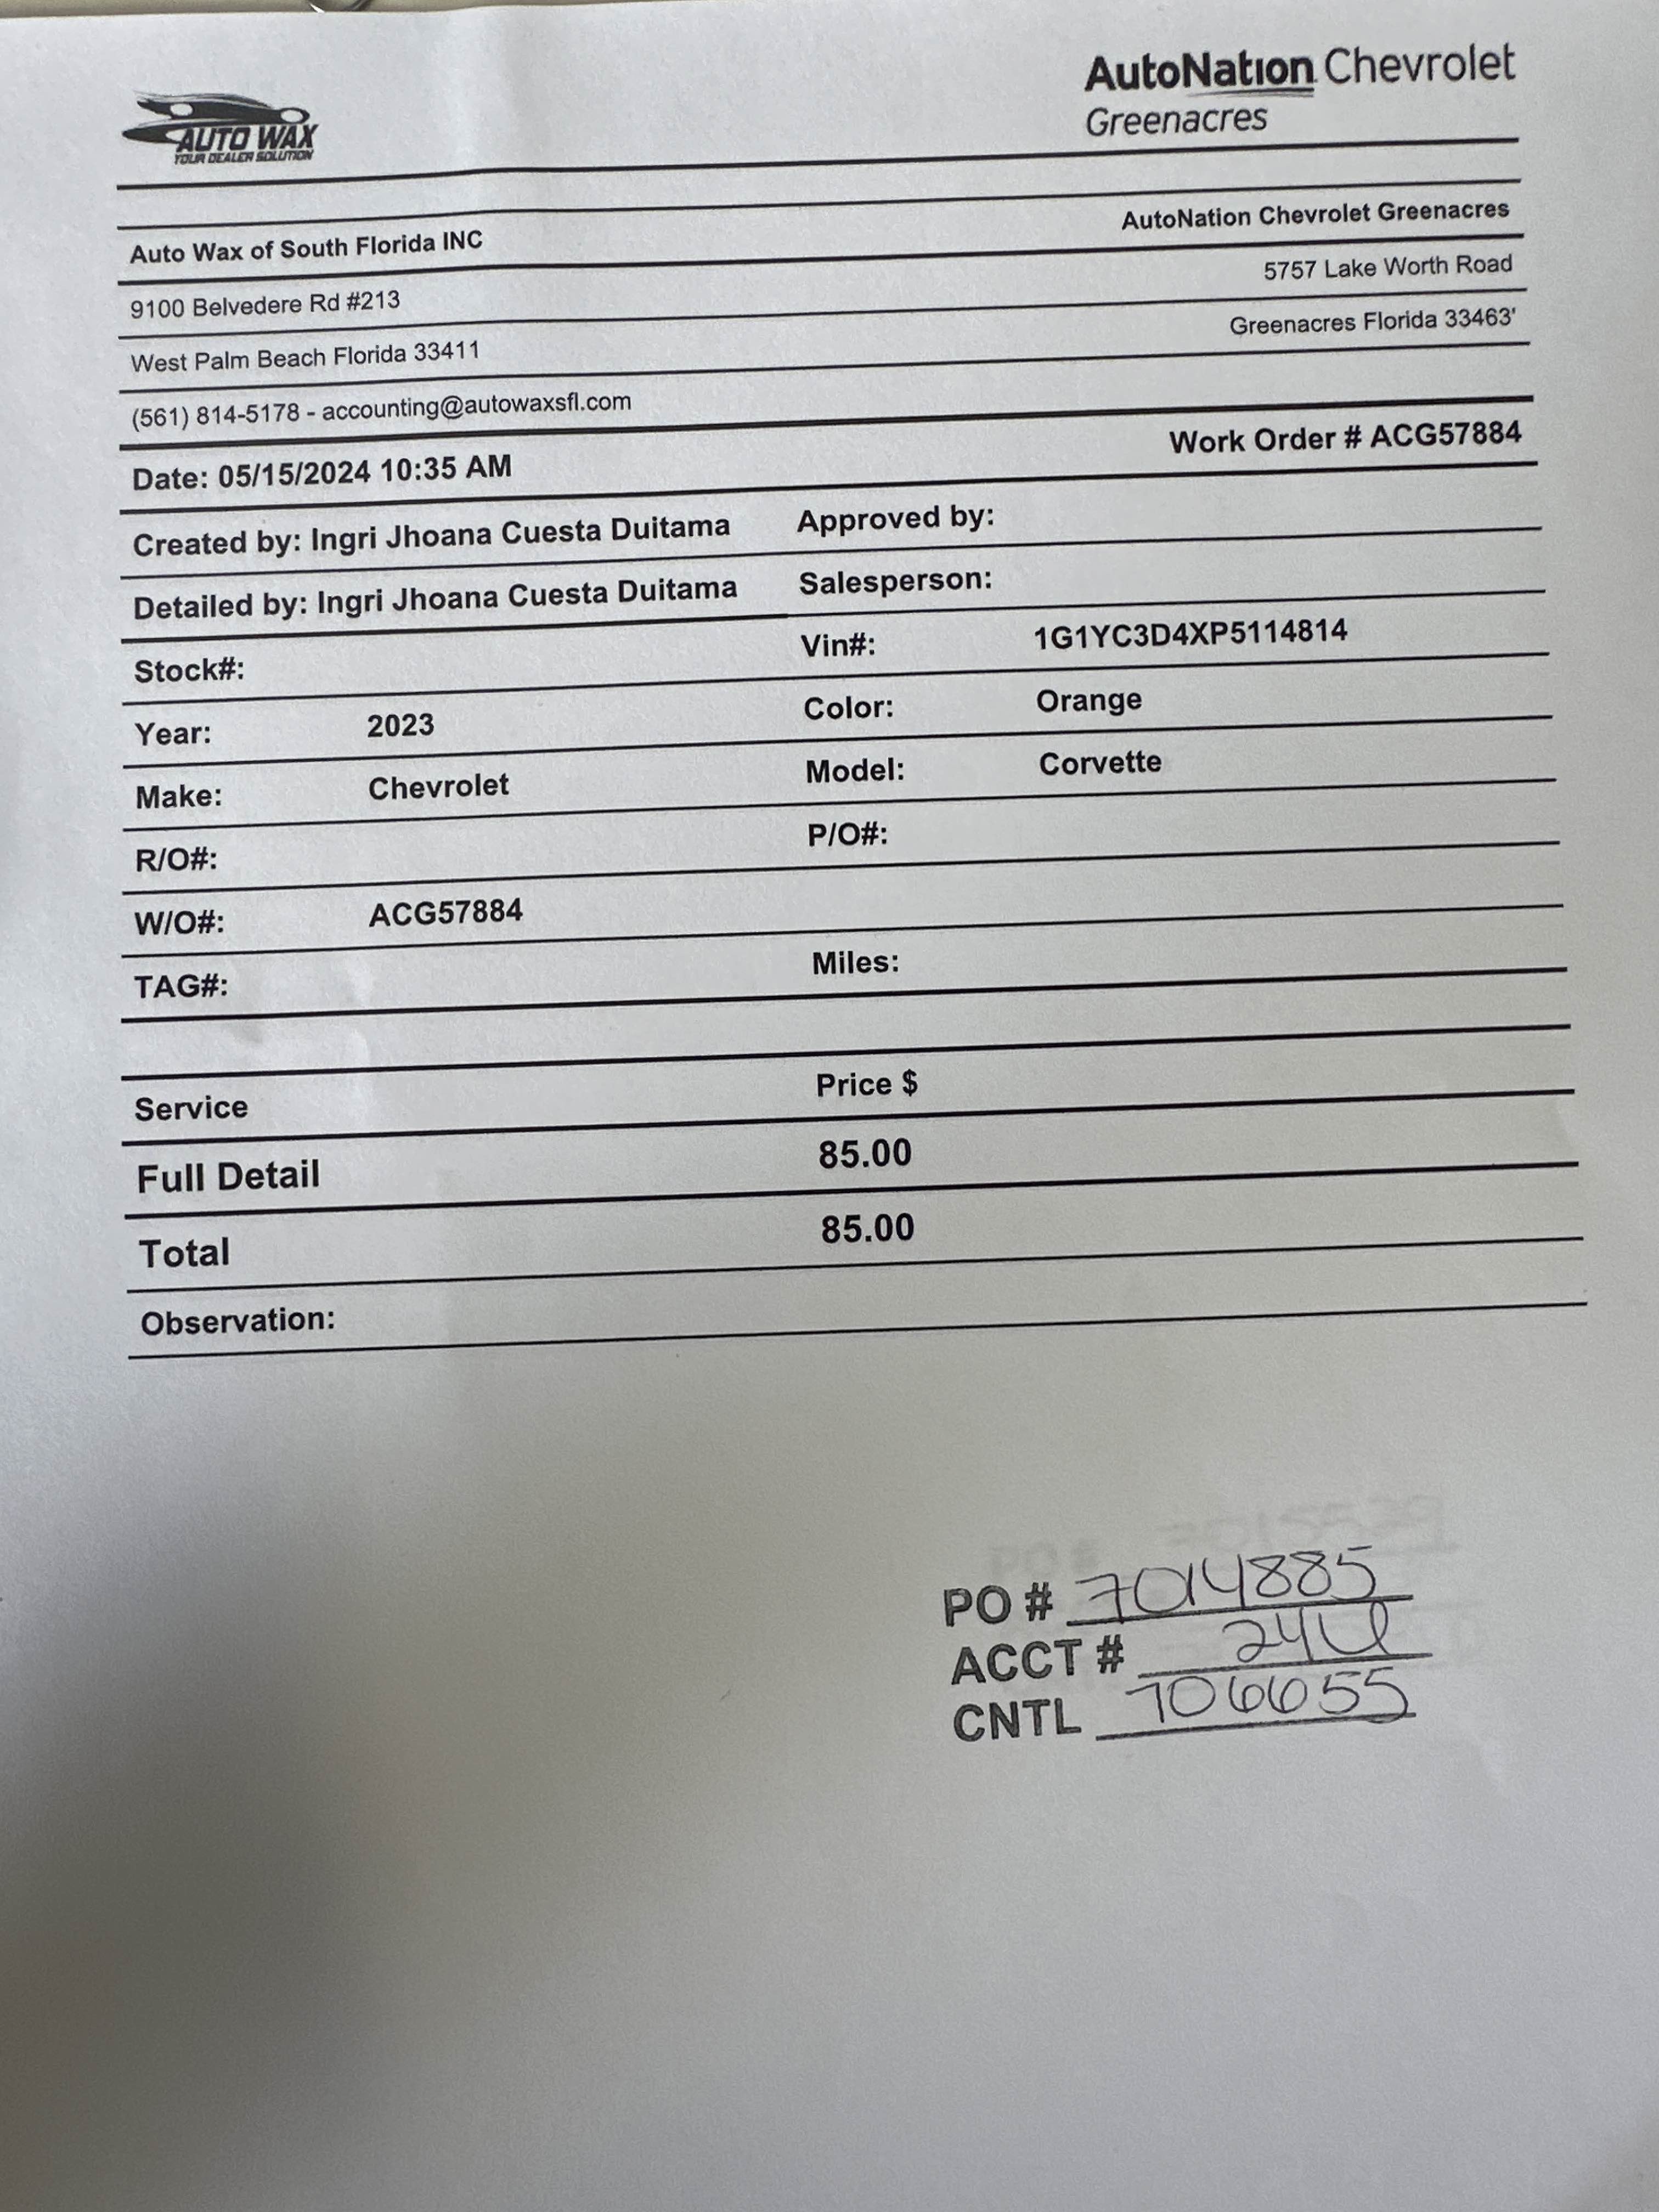 AUTO WAX
YOUR DEALER SOLUTION
AutoNation Chevrolet
Greenacres
Auto Wax of South Florida INC
AutoNation Chevrolet Greenacres
9100 Belvedere Rd #213
5757 Lake Worth Road
West Palm Beach Florida 33411
Greenacres Florida 33463'
(561) 814-5178 - accounting@autowaxsfl.com
Date: 05/15/2024 10:35 AM
Work Order # ACG57884
Created by: Ingri Jhoana Cuesta Duitama Approved by:
Detailed by: Ingri Jhoana Cuesta Duitama Salesperson:
Stock#: Vin#: 1G1YC3D4XP5114814
Year: 2023 Color: Orange
Make: Chevrolet Model: Corvette
R/O#: P/O#:
W/O#: ACG57884
TAG#: Miles:
Service Price $
Full Detail 85.00
Total 85.00
Observation:
PO # 7014885
ACCT #
CNTL 706655